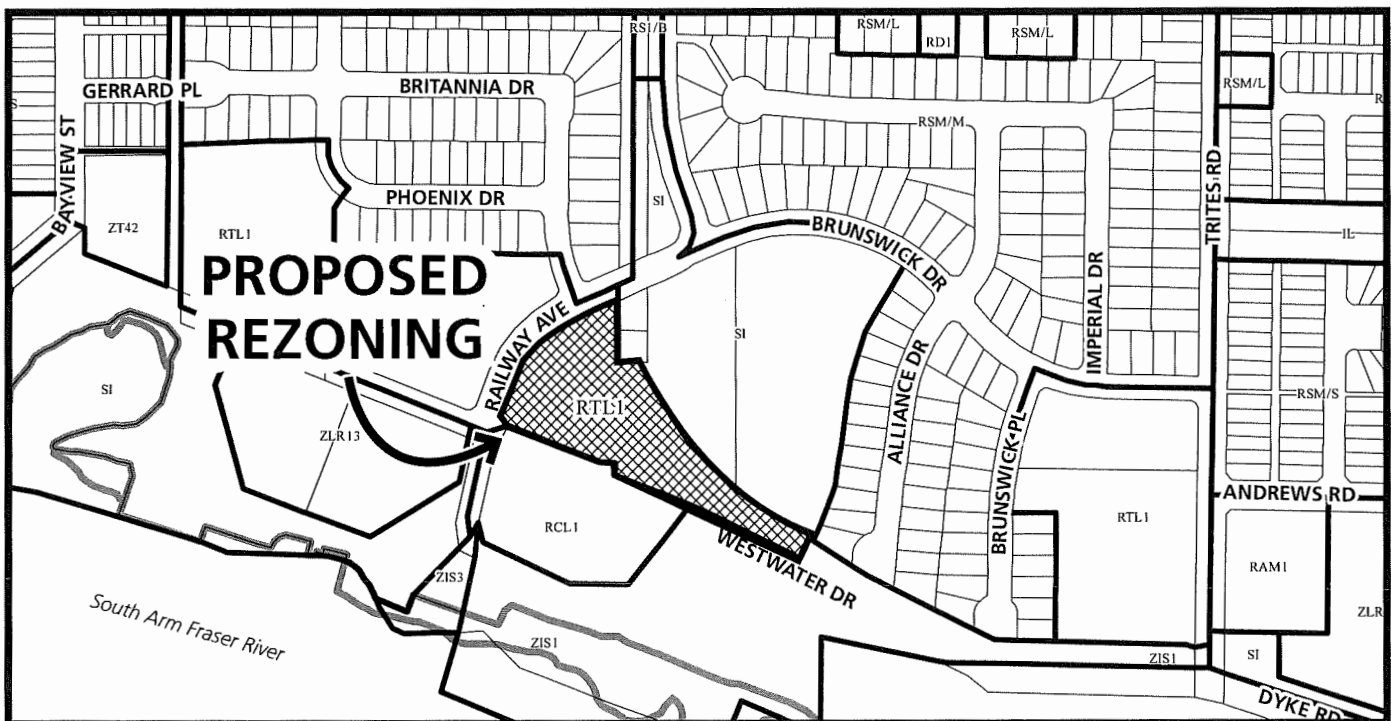 RS1/B
RSM/L
RD1
RSM/L
GERRARD PL
BRITANNIA DR
RSM/L
RSM/M
BAYVIEW ST
TRITES RD
PHOENIX DR
SI
ZT42
RTL1
BRUNSWICK DR
IL
PROPOSED
REZONING
IMPERIAL DR
RAILWAY AVE
SI
ALLIANCE DR
SI
RTL1
RSM/S
ZLR13
BRUNSWICK PL
ANDREWS RD
RCL1
RTL1
WESTWATER DR
RAM1
ZIS3
ZLR
South Arm Fraser River
ZIS1
ZIS1
SI
DYKE RD